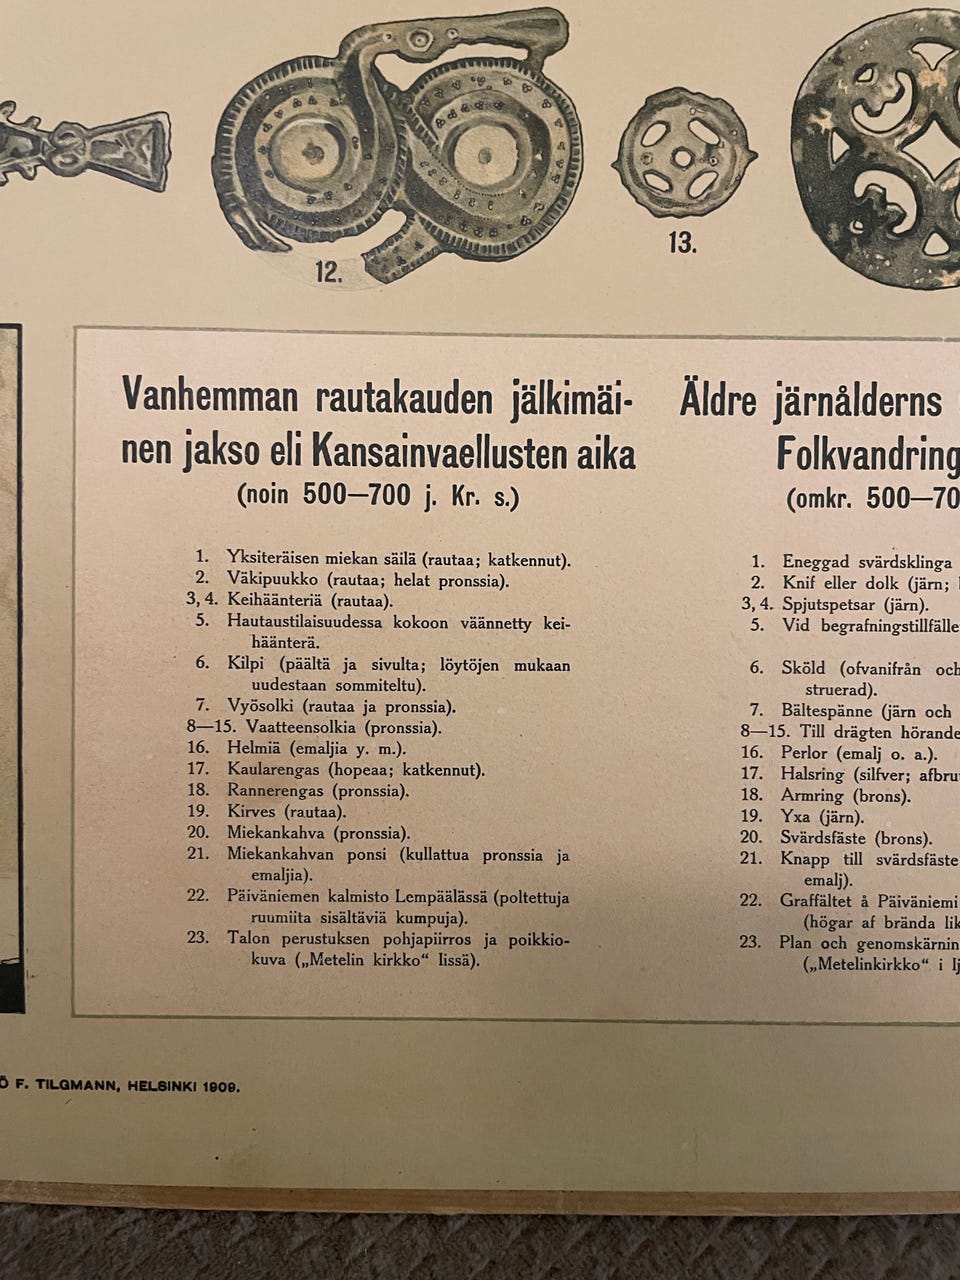 12.
13.
Vanhemman rautakauden jälkimäi-
nen jakso eli Kansainvaellusten aika
(noin 500—700 j. Kr. s.)
1. Yksiteräisen miekan säilä (rautaa; katkennut).
2. Väkipuukko (rautaa; helat pronssia).
3, 4. Keihäänteriä (rautaa).
5. Hautaustilaisuudessa kokoon väännetty kei-
häänterä.
6. Kilpi (päältä ja sivulta; löytöjen mukaan
uudestaan sommiteltu).
7. Vyösolki (rautaa ja pronssia).
8—15. Vaatteensolkia (pronssia).
16. Helmiä (emaljia y. m.).
17. Kaularengas (hopeaa; katkennut).
18. Rannerengas (pronssia).
19. Kirves (rautaa).
20. Miekankahva (pronssia).
21. Miekankahvan ponsi (kullattua pronssia ja
emaljia).
22. Päiväniemen kalmisto Lempäälässä (poltettuja
ruumiita sisältäviä kumpuja).
23. Talon perustuksen pohjapiirros ja poikkio-
kuva („Metelin kirkko“ Iissä).
Äldre järnålderns
Folkvandring
(omkr. 500—70
1. Eneggad svärdsklinga
2. Knif eller dolk (järn;
3, 4. Spjutspetsar (järn).
5. Vid begrafningstillfälle
6. Sköld (ofvanifrån och
struerad).
7. Bältespänne (järn och
8—15. Till drägten hörande
16. Perlor (emalj o. a.).
17. Halsring (silfver; afbru
18. Armring (brons).
19. Yxa (järn).
20. Svärdsfäste (brons).
21. Knapp till svärdsfäste
emalj).
22. Graffältet å Päiväniemi
(högar af brända lik
23. Plan och genomskärnin
(„Metelinkirkko“ i Ij
Ö F. TILGMANN, HELSINKI 1909.